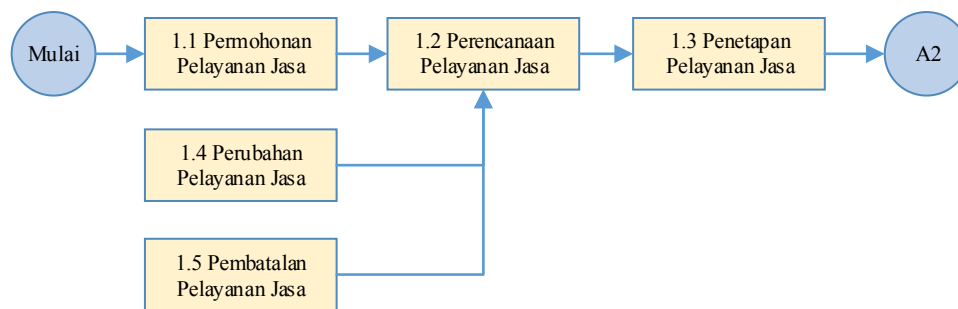 Mulai
1.1 Permohonan
Pelayanan Jasa
1.2 Perencanaan
Pelayanan Jasa
1.3 Penetapan
Pelayanan Jasa
A2
1.4 Perubahan
Pelayanan Jasa
1.5 Pembatalan
Pelayanan Jasa